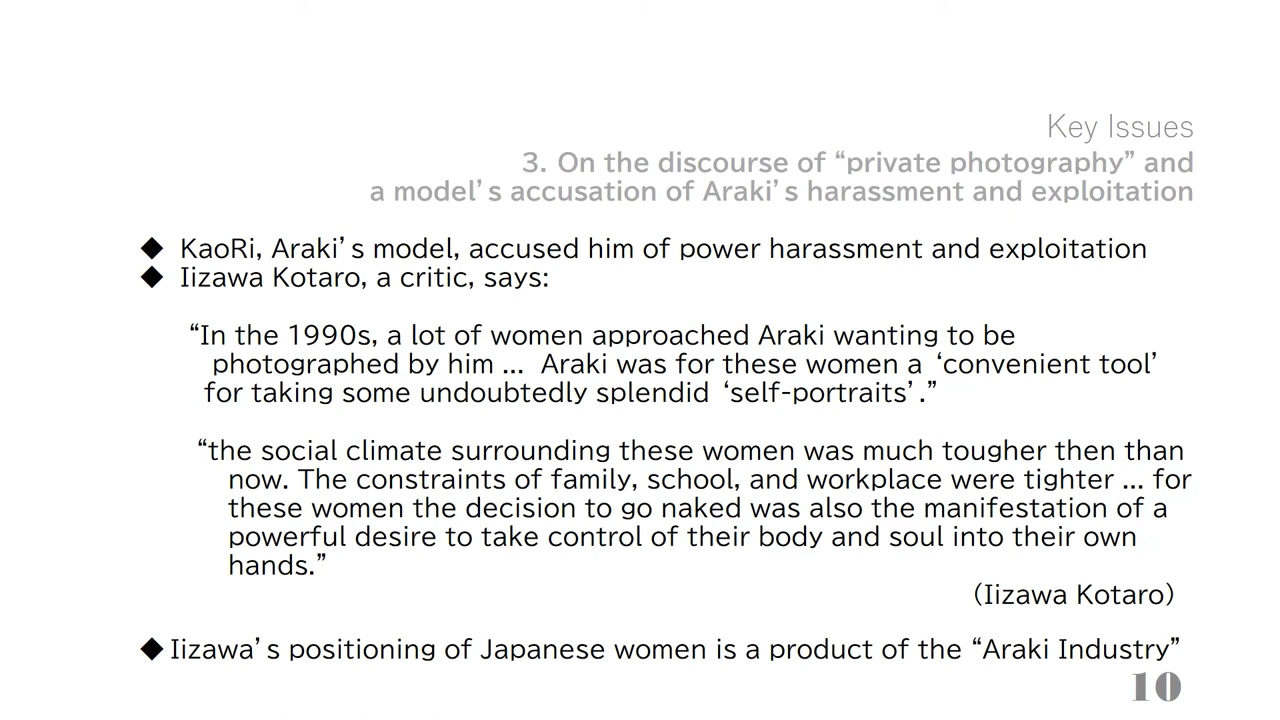 Key Issues
3. On the discourse of “private photography” and
a model’s accusation of Araki’s harassment and exploitation
◆ KaoRi, Araki’s model, accused him of power harassment and exploitation
◆ Iizawa Kotaro, a critic, says:
“In the 1990s, a lot of women approached Araki wanting to be
photographed by him ... Araki was for these women a ‘convenient tool’
for taking some undoubtedly splendid ‘self-portraits’.”
“the social climate surrounding these women was much tougher then than
now. The constraints of family, school, and workplace were tighter ... for
these women the decision to go naked was also the manifestation of a
powerful desire to take control of their body and soul into their own
hands.”
(Iizawa Kotaro)
◆ Iizawa’s positioning of Japanese women is a product of the “Araki Industry”
10